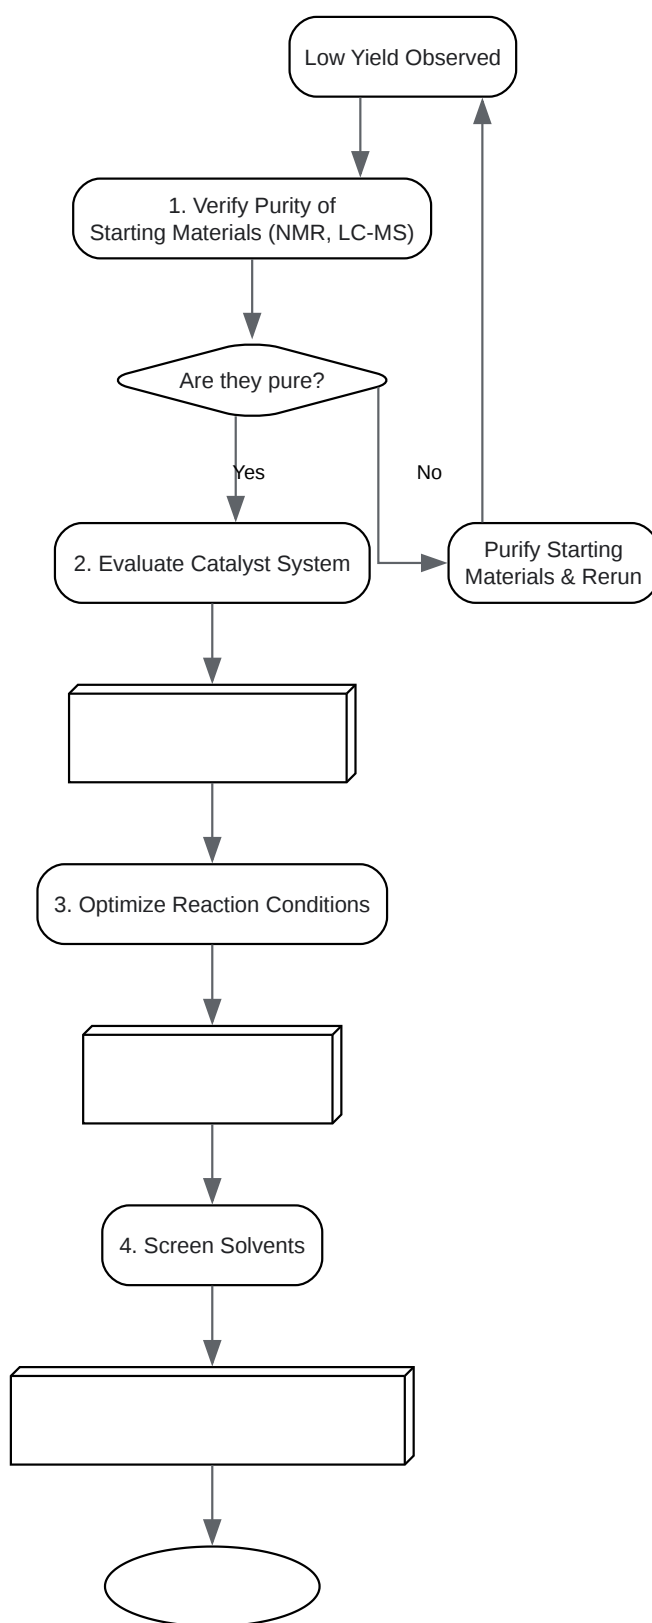 Low Yield Observed
1. Verify Purity of
Starting Materials (NMR, LC-MS)
Are they pure?
Yes
No
2. Evaluate Catalyst System
Purify Starting
Materials & Rerun
3. Optimize Reaction Conditions
4. Screen Solvents